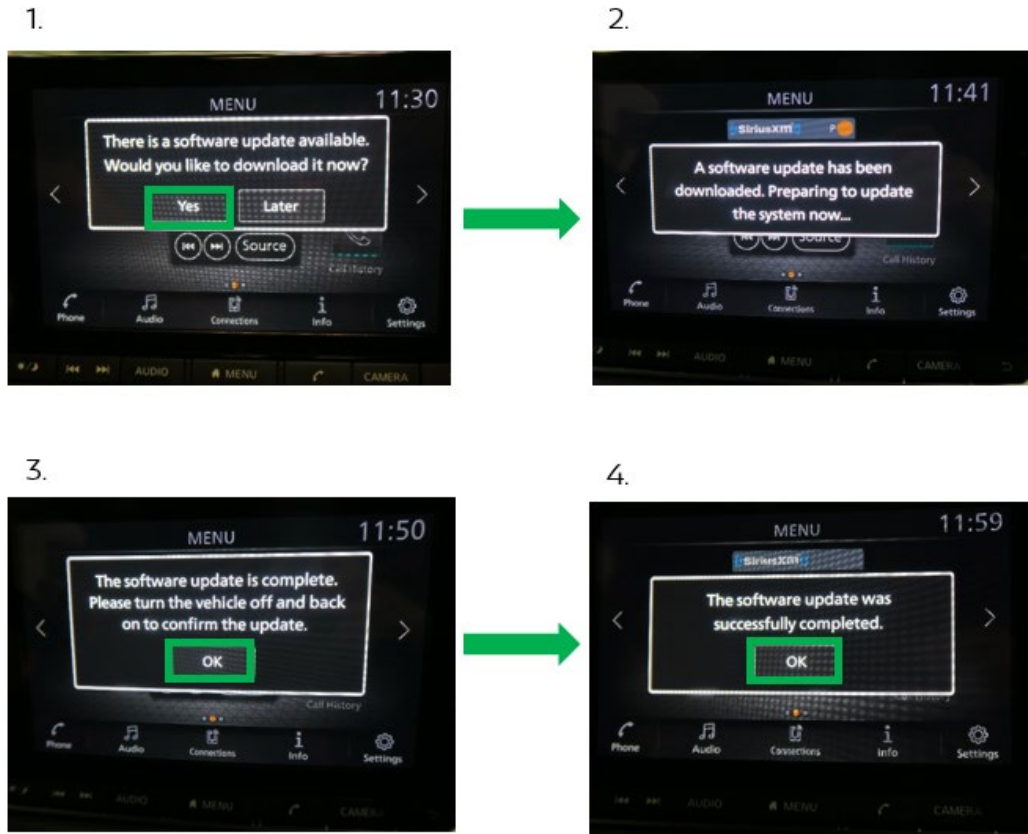 1.
MENU
11:30
There is a software update available.
Would you like to download it now?
Yes
Later
Source
Call History
Phone
Audio
Connections
Info
Settings
AUDIO
MENU
CAMERA
2.
MENU
11:41
SiriusXm
P
A software update has been
downloaded. Preparing to update
the system now...
Source
Call History
Phone
Audio
Connections
Info
Settings
AUDIO
MENU
CAMERA
3.
MENU
11:50
The software update is complete.
Please turn the vehicle off and back
on to confirm the update.
OK
Call History
Phone
Audio
Connections
Info
Settings
AUDIO
MENU
CAMERA
4.
MENU
11:59
SiriusXm
The software update was
successfully completed.
OK
Phone
Audio
Connections
Info
Settings
AUDIO
MENU
CAMERA